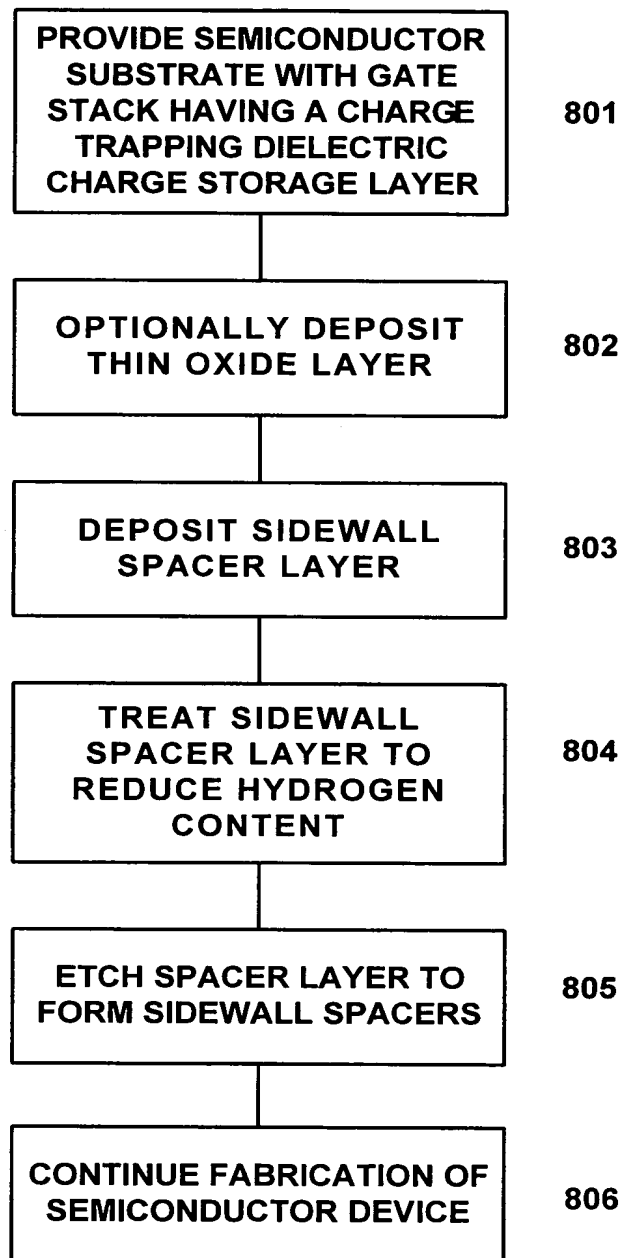 PROVIDE SEMICONDUCTOR
SUBSTRATE WITH GATE
STACK HAVING A CHARGE
TRAPPING DIELECTRIC
CHARGE STORAGE LAYER
801
OPTIONALLY DEPOSIT
THIN OXIDE LAYER
802
DEPOSIT SIDEWALL
SPACER LAYER
803
TREAT SIDEWALL
SPACER LAYER TO
REDUCE HYDROGEN
CONTENT
804
ETCH SPACER LAYER TO
FORM SIDEWALL SPACERS
805
CONTINUE FABRICATION OF
SEMICONDUCTOR DEVICE
806